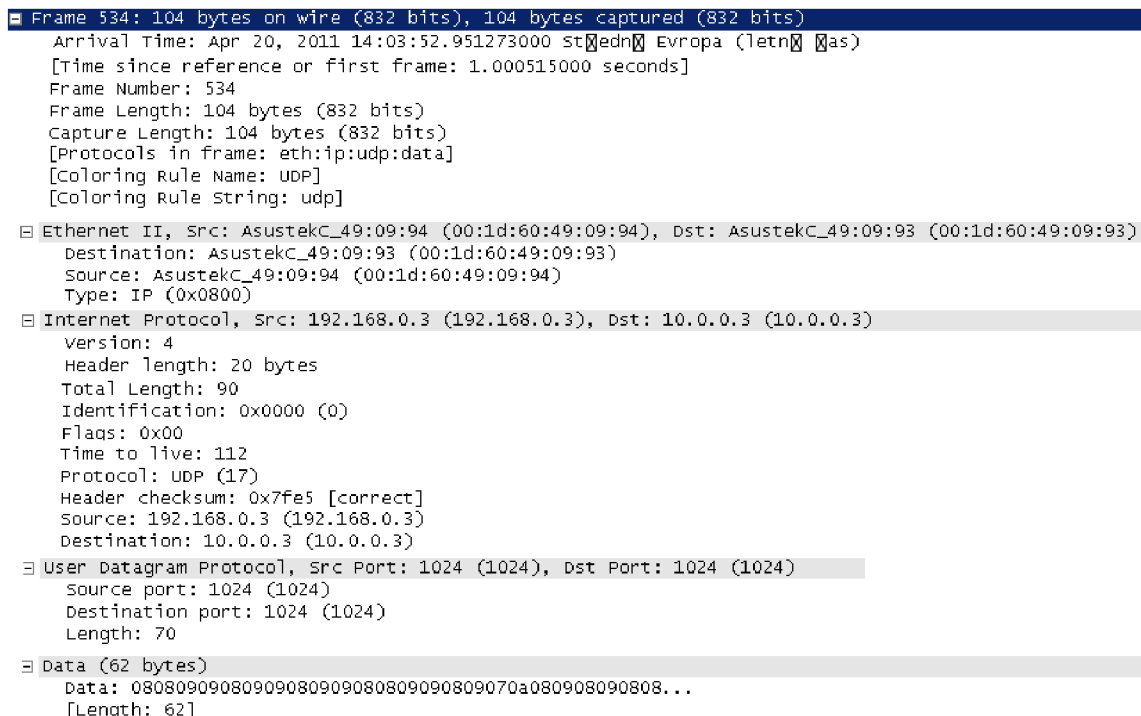 Frame 534: 104 bytes on wire (832 bits), 104 bytes captured (832 bits)
Arrival Time: Apr 20, 2011 14:03:52.951273000 St☒edn☒ Evropa (letn☒ ☒as)
[Time since reference or first frame: 1.000515000 seconds]
Frame Number: 534
Frame Length: 104 bytes (832 bits)
Capture Length: 104 bytes (832 bits)
[Protocols in frame: eth:ip:udp:data]
[Coloring Rule Name: UDP]
[Coloring Rule String: udp]
Ethernet II, Src: AsustekC_49:09:94 (00:1d:60:49:09:94), Dst: AsustekC_49:09:93 (00:1d:60:49:09:93)
Destination: AsustekC_49:09:93 (00:1d:60:49:09:93)
Source: AsustekC_49:09:94 (00:1d:60:49:09:94)
Type: IP (0x0800)
Internet Protocol, Src: 192.168.0.3 (192.168.0.3), Dst: 10.0.0.3 (10.0.0.3)
Version: 4
Header length: 20 bytes
Total Length: 90
Identification: 0x0000 (0)
Flags: 0x00
Time to live: 112
Protocol: UDP (17)
Header checksum: 0x7fe5 [correct]
Source: 192.168.0.3 (192.168.0.3)
Destination: 10.0.0.3 (10.0.0.3)
User Datagram Protocol, Src Port: 1024 (1024), Dst Port: 1024 (1024)
Source port: 1024 (1024)
Destination port: 1024 (1024)
Length: 70
Data (62 bytes)
Data: 0808090908090908090908080909080909070a080908090808...
[Length: 62]